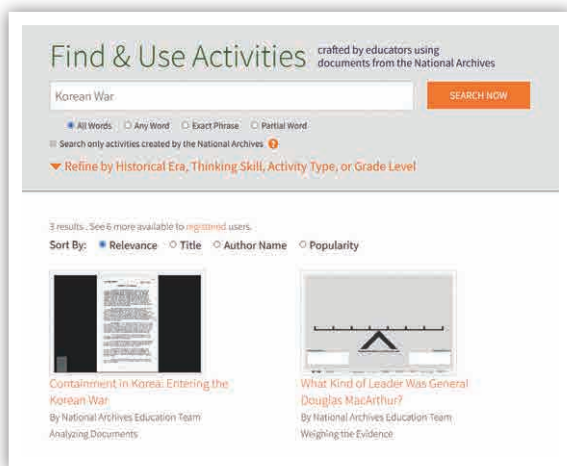 Find & Use Activities
crafted by educators using
documents from the National Archives
Korean War
SEARCH NOW
All Words Any Word Exact Phrase Partial Word
Search only activities created by the National Archives ?
Refine by Historical Era, Thinking Skill, Activity Type, or Grade Level
3 results. See 6 more available to registered users.
Sort By: Relevance Title Author Name Popularity
Containment in Korea: Entering the
Korean War
By National Archives Education Team
Analyzing Documents
What Kind of Leader Was General
Douglas MacArthur?
By National Archives Education Team
Weighing the Evidence